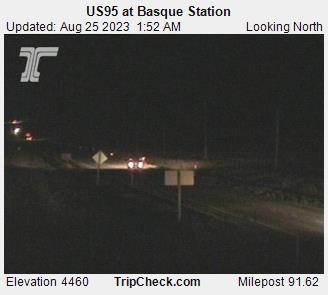 US95 at Basque Station
Updated: Aug 25 2023 1:52 AM Looking North
Elevation 4460 TripCheck.com Milepost 91.62